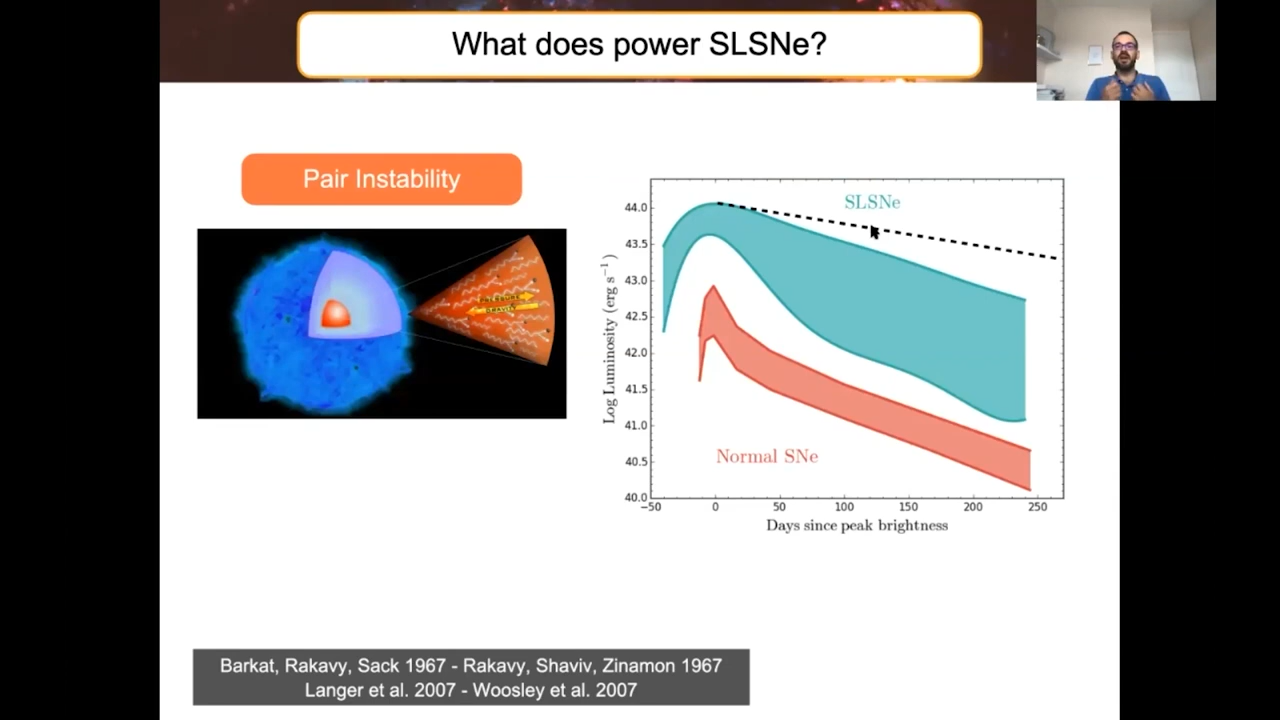 What does power SLSNe?
Pair Instability
PRESSURE
GRAVITY
SLSNe
Normal SNe
Log Luminosity (erg s⁻¹)
44.0
43.5
43.0
42.5
42.0
41.5
41.0
40.5
40.0
−50 0 50 100 150 200 250
Days since peak brightness
Barkat, Rakavy, Sack 1967 - Rakavy, Shaviv, Zinamon 1967
Langer et al. 2007 - Woosley et al. 2007